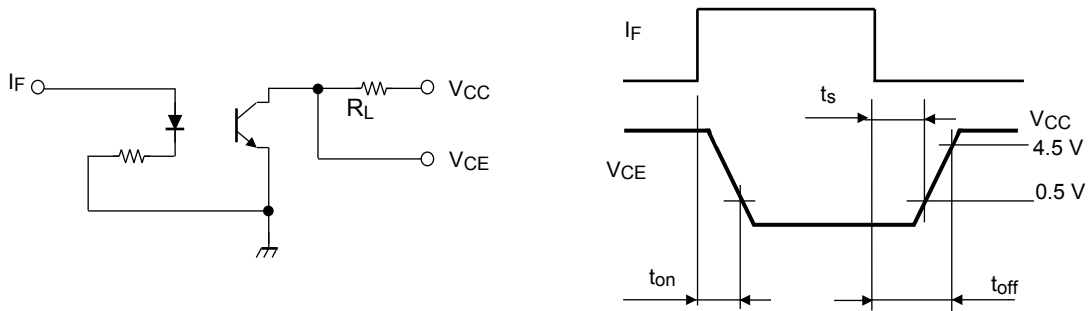 IF
RL
VCC
VCE
IF
ts
VCC
4.5 V
VCE
0.5 V
ton
toff